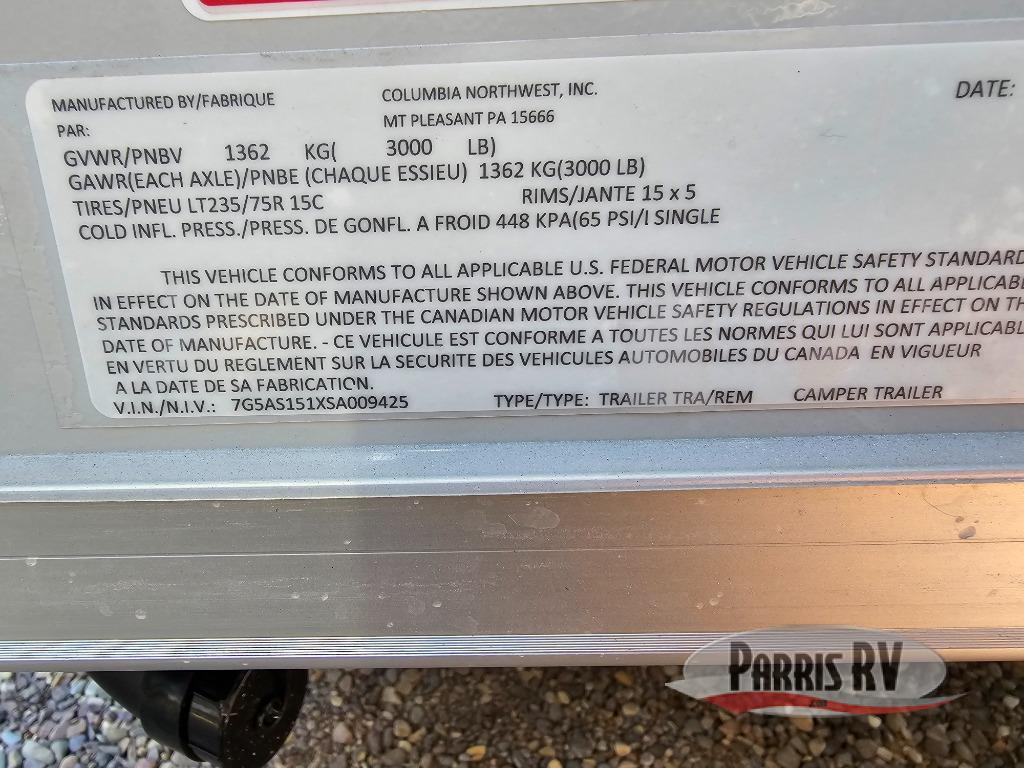 MANUFACTURED BY/FABRIQUE COLUMBIA NORTHWEST, INC. DATE:
PAR: MT PLEASANT PA 15666
GVWR/PNBV 1362 KG( 3000 LB)
GAWR(EACH AXLE)/PNBE (CHAQUE ESSIEU) 1362 KG(3000 LB)
TIRES/PNEU LT235/75R 15C RIMS/JANTE 15 x 5
COLD INFL. PRESS./PRESS. DE GONFL. A FROID 448 KPA(65 PSI/I SINGLE
THIS VEHICLE CONFORMS TO ALL APPLICABLE U.S. FEDERAL MOTOR VEHICLE SAFETY STANDARD
IN EFFECT ON THE DATE OF MANUFACTURE SHOWN ABOVE. THIS VEHICLE CONFORMS TO ALL APPLICABLE
STANDARDS PRESCRIBED UNDER THE CANADIAN MOTOR VEHICLE SAFETY REGULATIONS IN EFFECT ON TH
DATE OF MANUFACTURE. - CE VEHICULE EST CONFORME A TOUTES LES NORMES QUI LUI SONT APPLICABL
EN VERTU DU REGLEMENT SUR LA SECURITE DES VEHICULES AUTOMOBILES DU CANADA EN VIGUEUR
A LA DATE DE SA FABRICATION.
V.I.N./N.I.V.: 7G5AS151XSA009425 TYPE/TYPE: TRAILER TRA/REM CAMPER TRAILER
PARRIS RV
.com